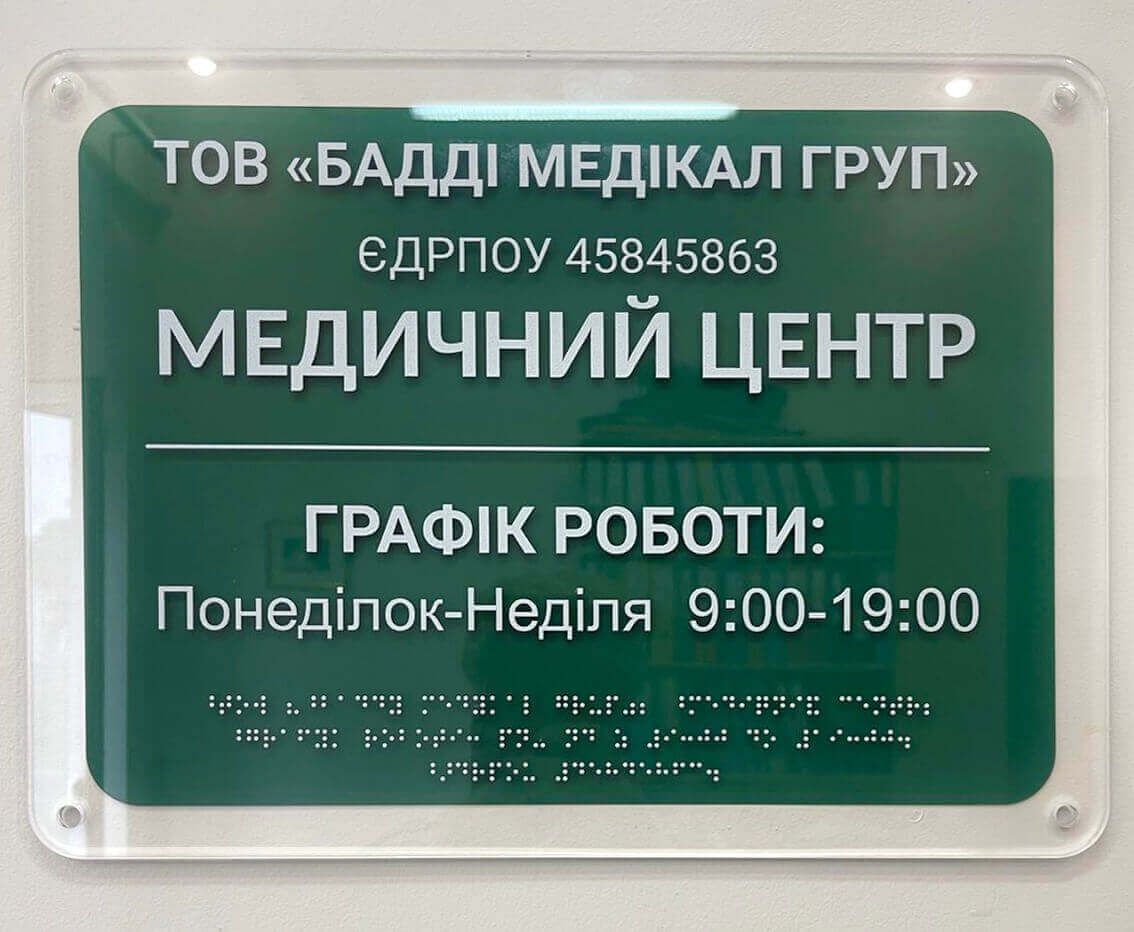 ТОВ «БАДДІ МЕДІКАЛ ГРУП»
ЄДРПОУ 45845863
МЕДИЧНИЙ ЦЕНТР
ГРАФІК РОБОТИ:
Понеділок-Неділя 9:00-19:00